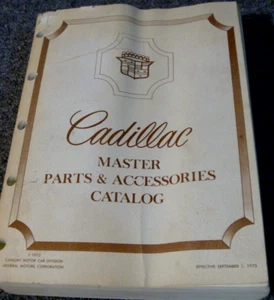 Cadillac
MASTER
PARTS & ACCESSORIES
CATALOG
CADILLAC MOTOR CAR DIVISION
GENERAL MOTORS CORPORATION
EFFECTIVE SEPTEMBER 1, 1975